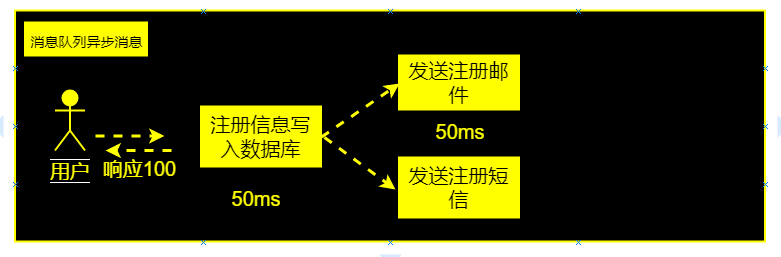 消息队列异步消息
发送注册邮
件
注册信息写
入数据库
50ms
用户
响应100
发送注册短
信
50ms